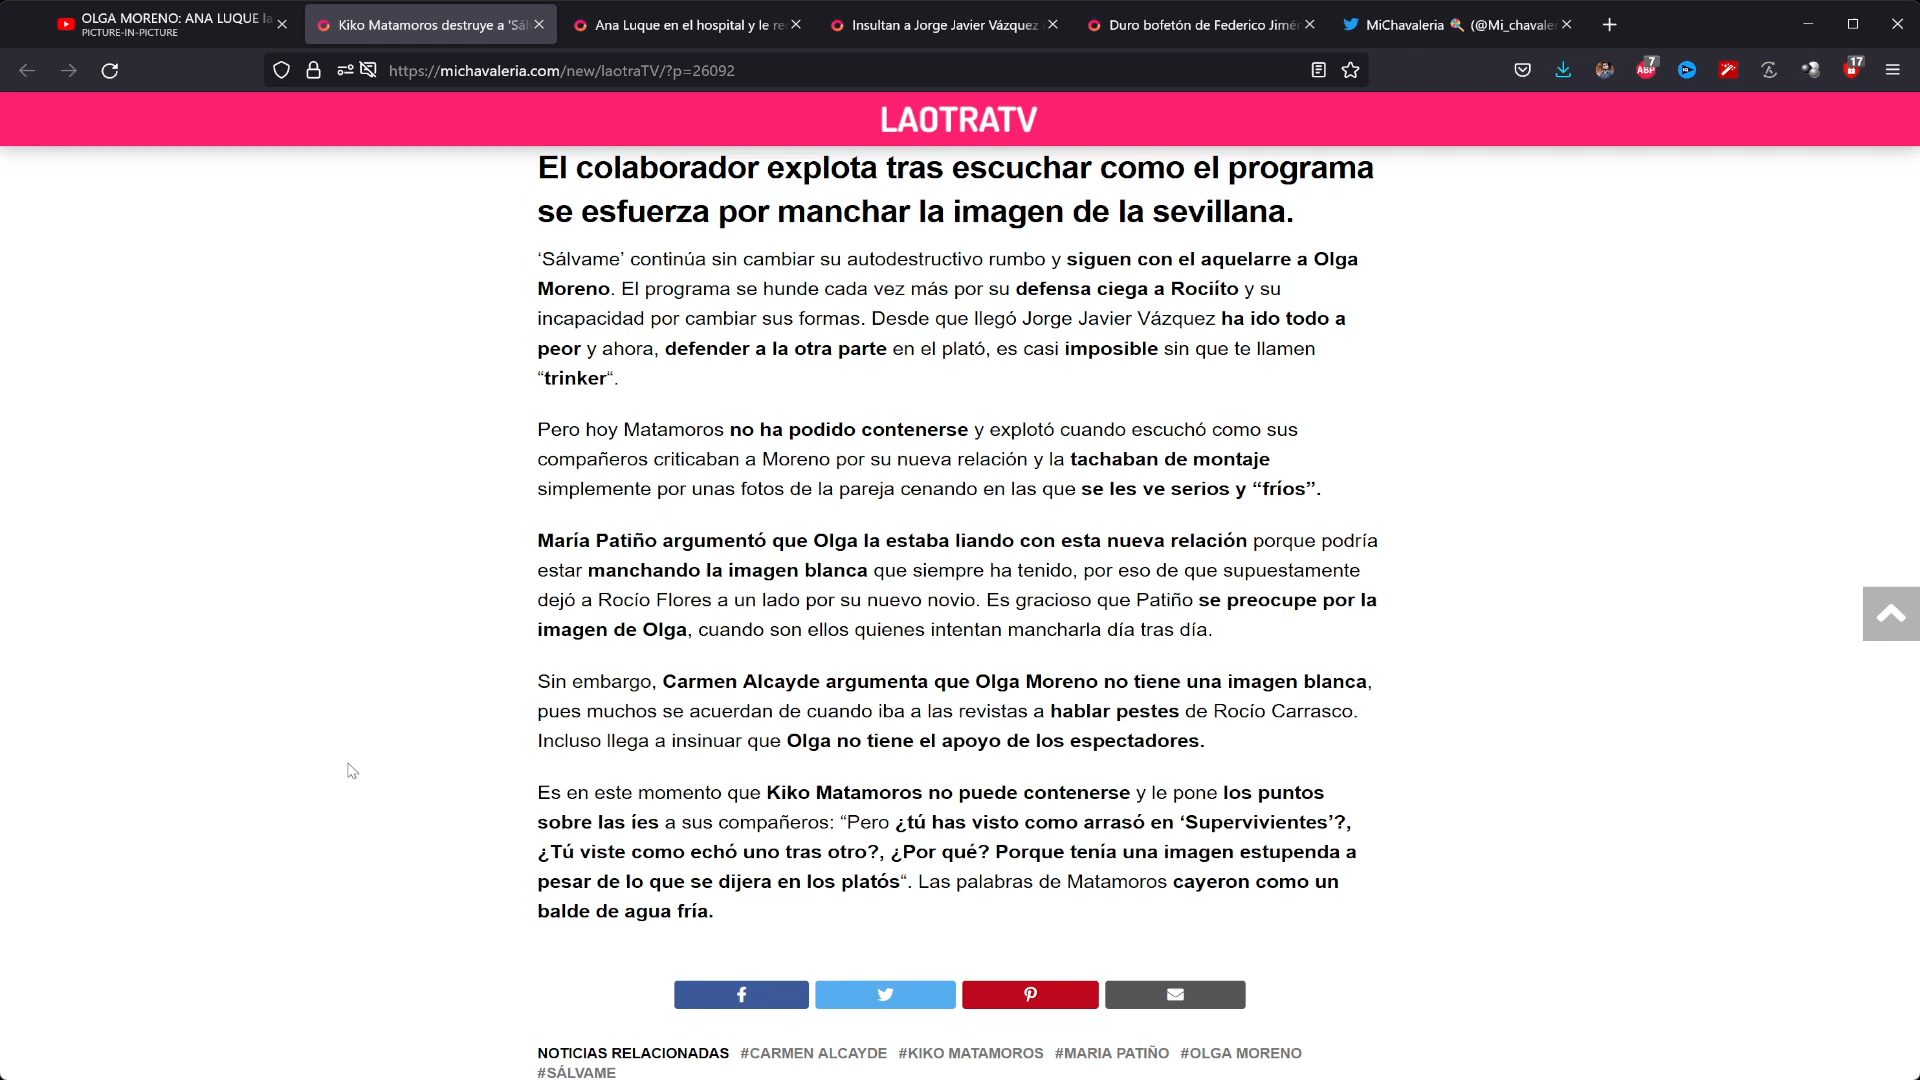 OLGA MORENO: ANA LUQUE la
PICTURE-IN-PICTURE
Kiko Matamoros destruye a 'Sál
Ana Luque en el hospital y le re
Insultan a Jorge Javier Vázquez
Duro bofetón de Federico Jimén
MiChavaleria (@Mi_chavaler
https://michavaleria.com/new/laotraTV/?p=26092
7
ABP
17
LAOTRATV
El colaborador explota tras escuchar como el programa
se esfuerza por manchar la imagen de la sevillana.
‘Sálvame’ continúa sin cambiar su autodestructivo rumbo y siguen con el aquelarre a Olga
Moreno. El programa se hunde cada vez más por su defensa ciega a Rociíto y su
incapacidad por cambiar sus formas. Desde que llegó Jorge Javier Vázquez ha ido todo a
peor y ahora, defender a la otra parte en el plató, es casi imposible sin que te llamen
“trinker“.
Pero hoy Matamoros no ha podido contenerse y explotó cuando escuchó como sus
compañeros criticaban a Moreno por su nueva relación y la tachaban de montaje
simplemente por unas fotos de la pareja cenando en las que se les ve serios y “fríos”.
María Patiño argumentó que Olga la estaba liando con esta nueva relación porque podría
estar manchando la imagen blanca que siempre ha tenido, por eso de que supuestamente
dejó a Rocío Flores a un lado por su nuevo novio. Es gracioso que Patiño se preocupe por la
imagen de Olga, cuando son ellos quienes intentan mancharla día tras día.
Sin embargo, Carmen Alcayde argumenta que Olga Moreno no tiene una imagen blanca,
pues muchos se acuerdan de cuando iba a las revistas a hablar pestes de Rocío Carrasco.
Incluso llega a insinuar que Olga no tiene el apoyo de los espectadores.
Es en este momento que Kiko Matamoros no puede contenerse y le pone los puntos
sobre las íes a sus compañeros: “Pero ¿tú has visto como arrasó en ‘Supervivientes’?,
¿Tú viste como echó uno tras otro?, ¿Por qué? Porque tenía una imagen estupenda a
pesar de lo que se dijera en los platós“. Las palabras de Matamoros cayeron como un
balde de agua fría.
NOTICIAS RELACIONADAS #CARMEN ALCAYDE #KIKO MATAMOROS #MARIA PATIÑO #OLGA MORENO
#SÁLVAME